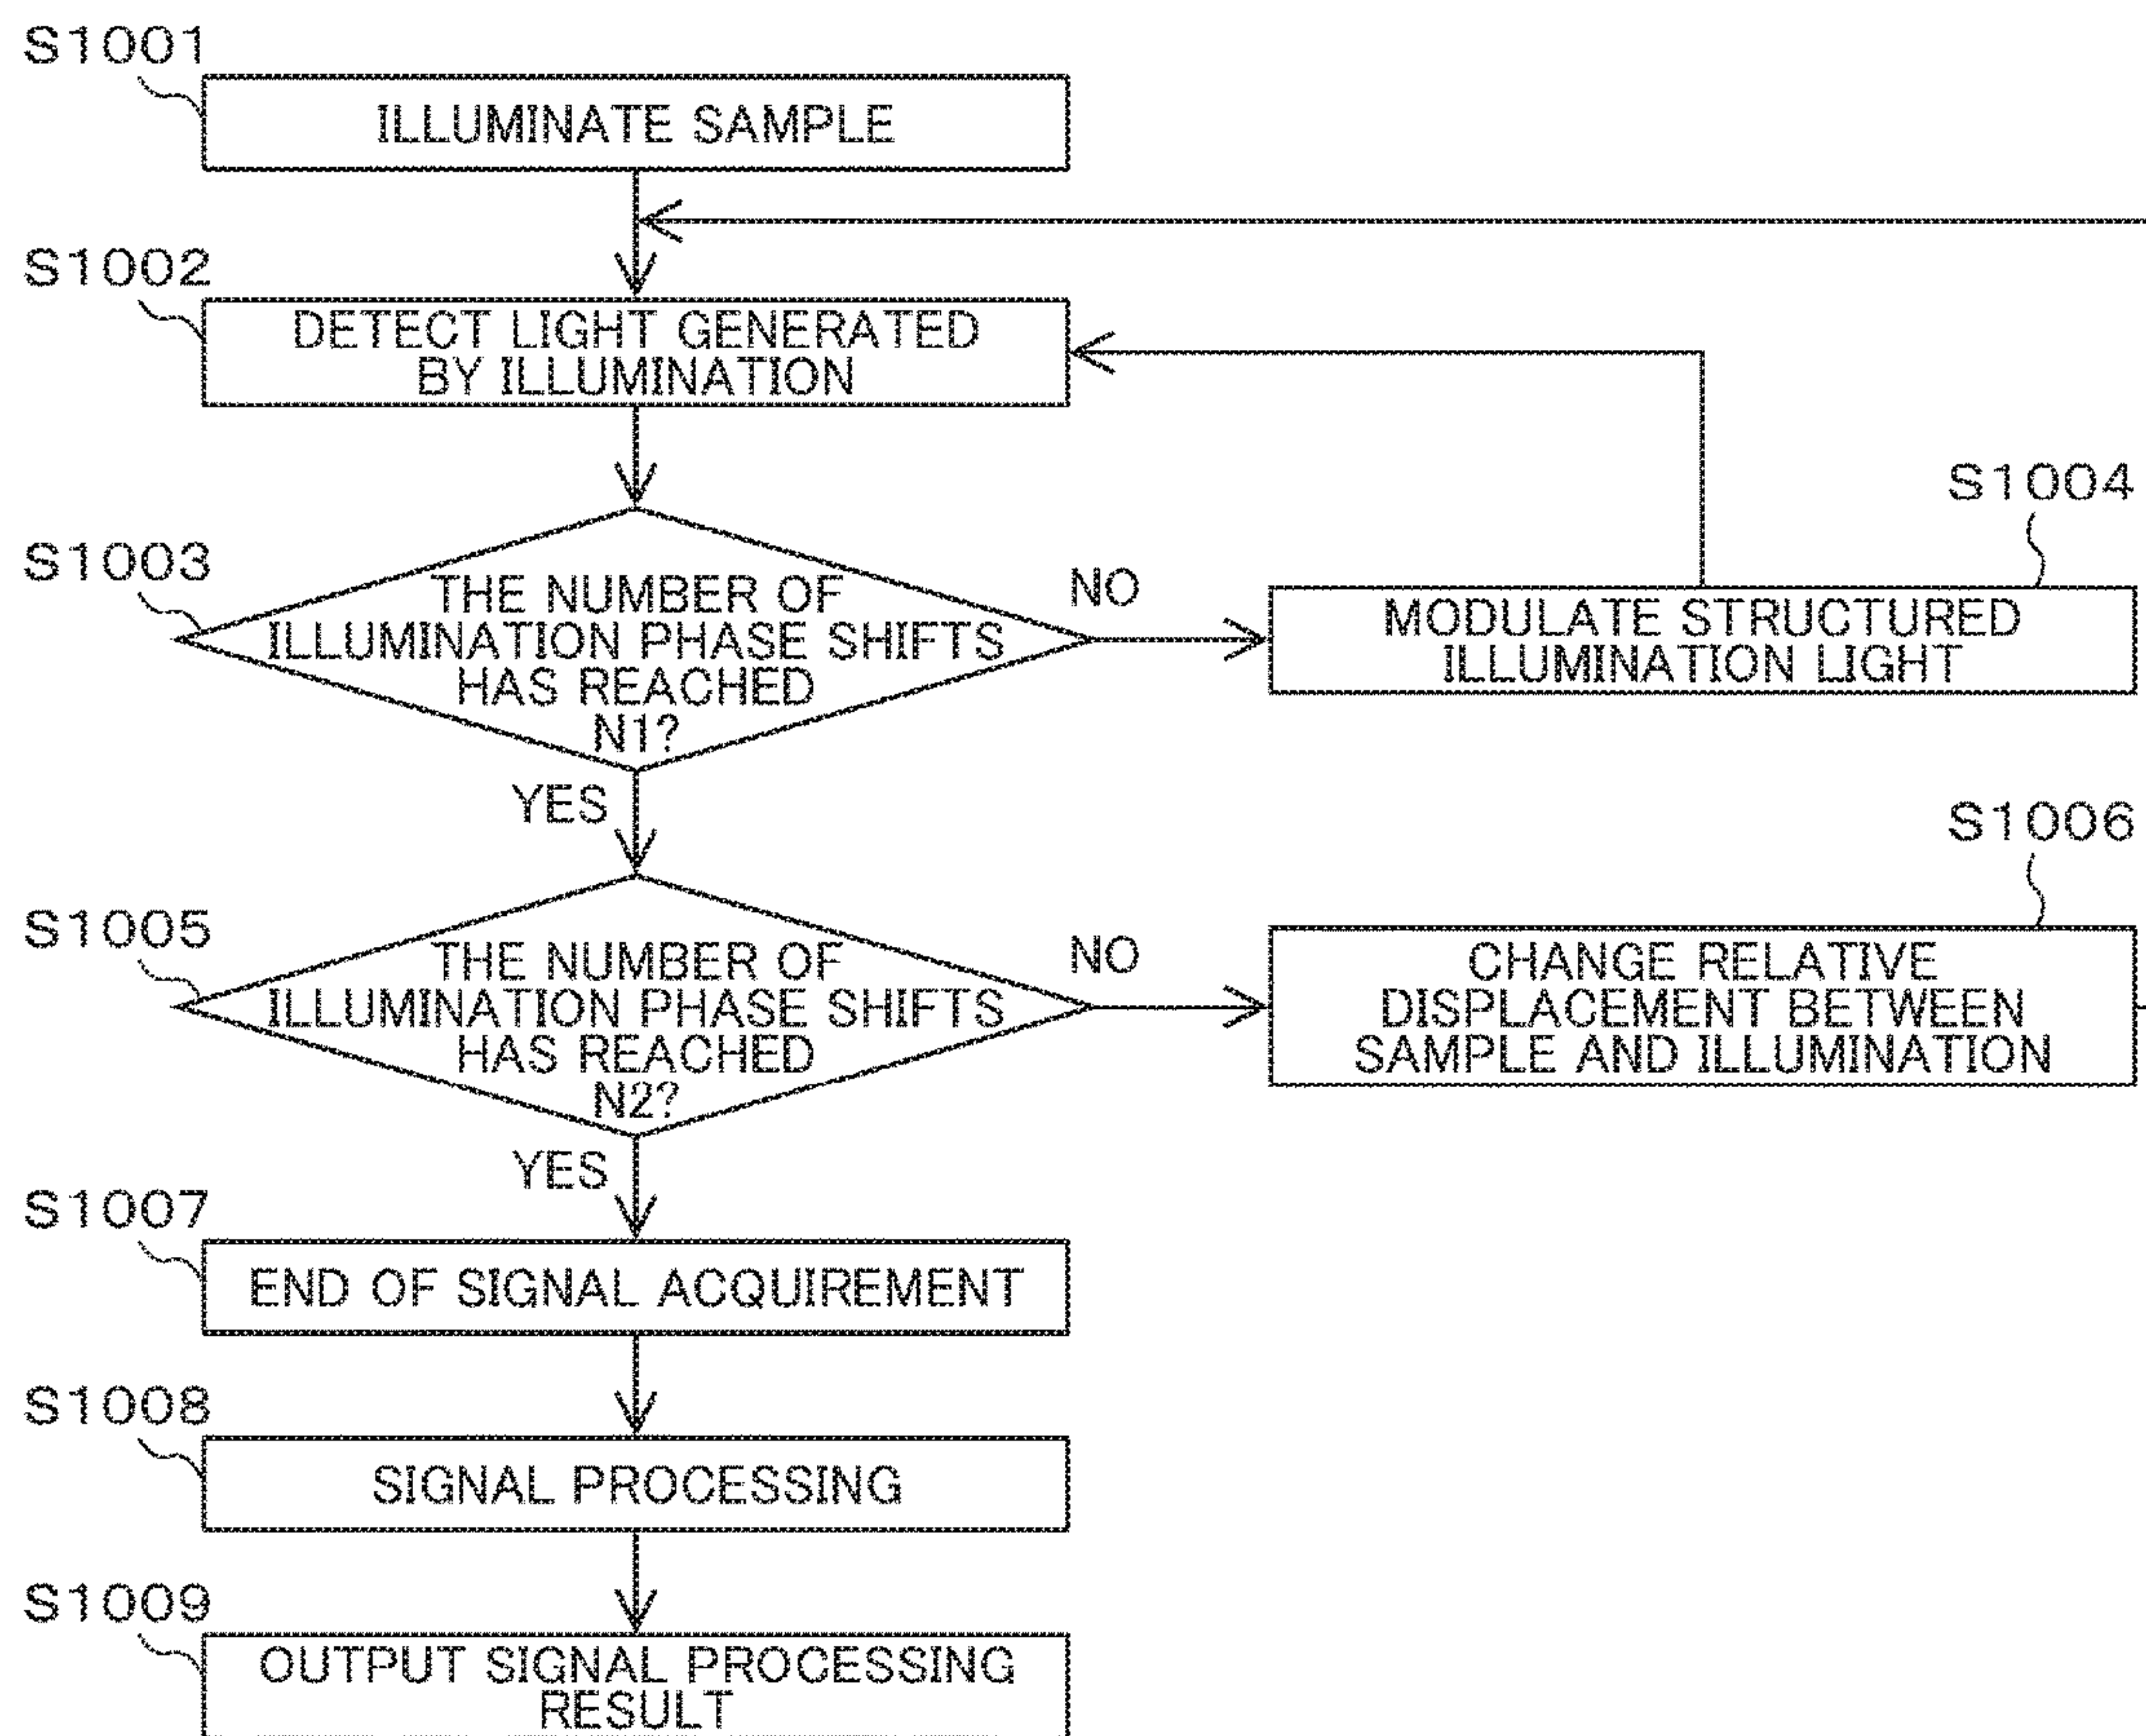 S1001
ILLUMINATE SAMPLE
S1002
DETECT LIGHT GENERATED
BY ILLUMINATION
S1003
THE NUMBER OF
ILLUMINATION PHASE SHIFTS
HAS REACHED
N1?
NO
S1004
MODULATE STRUCTURED
ILLUMINATION LIGHT
YES
S1005
THE NUMBER OF
ILLUMINATION PHASE SHIFTS
HAS REACHED
N2?
NO
S1006
CHANGE RELATIVE
DISPLACEMENT BETWEEN
SAMPLE AND ILLUMINATION
YES
S1007
END OF SIGNAL ACQUIREMENT
S1008
SIGNAL PROCESSING
S1009
OUTPUT SIGNAL PROCESSING
RESULT